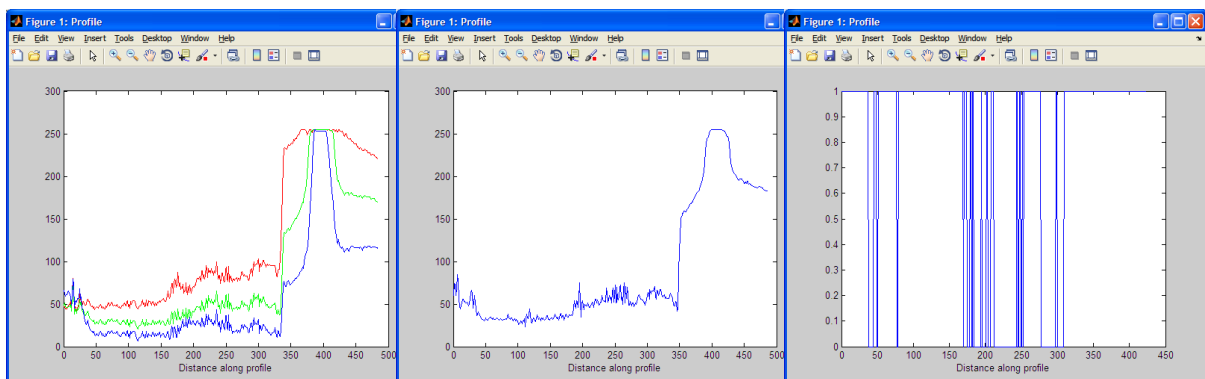 Figure 1: Profile
File Edit View Insert Tools Desktop Window Help
300
250
200
150
100
50
0
0 50 100 150 200 250 300 350 400 450 500
Distance along profile
Figure 1: Profile
File Edit View Insert Tools Desktop Window Help
300
250
200
150
100
50
0
0 50 100 150 200 250 300 350 400 450 500
Distance along profile
Figure 1: Profile
File Edit View Insert Tools Desktop Window Help
1
0.9
0.8
0.7
0.6
0.5
0.4
0.3
0.2
0.1
0
0 50 100 150 200 250 300 350 400 450
Distance along profile